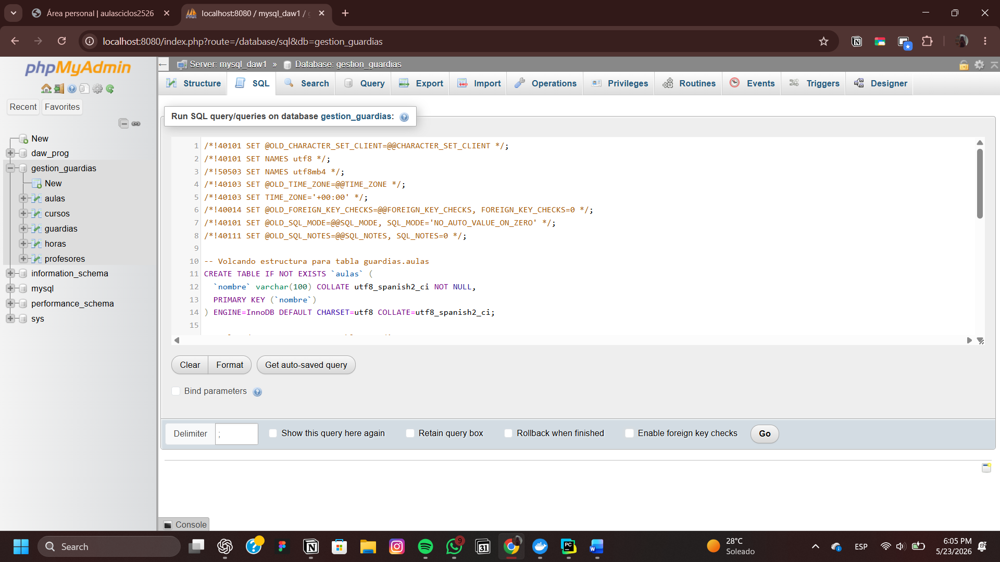 Área personal | aulasciclos2526
localhost:8080 / mysql_daw1 /
localhost:8080/index.php?route=/database/sql&db=gestion_guardias
phpMyAdmin
Recent
Favorites
New
daw_prog
gestion_guardias
New
aulas
cursos
guardias
horas
profesores
information_schema
mysql
performance_schema
sys
Server: mysql_daw1 » Database: gestion_guardias
Structure
SQL
Search
Query
Export
Import
Operations
Privileges
Routines
Events
Triggers
Designer
Run SQL query/queries on database gestion_guardias:
1 /*!40101 SET @OLD_CHARACTER_SET_CLIENT=@@CHARACTER_SET_CLIENT */;
2 /*!40101 SET NAMES utf8 */;
3 /*!50503 SET NAMES utf8mb4 */;
4 /*!40103 SET @OLD_TIME_ZONE=@@TIME_ZONE */;
5 /*!40103 SET TIME_ZONE='+00:00' */;
6 /*!40014 SET @OLD_FOREIGN_KEY_CHECKS=@@FOREIGN_KEY_CHECKS, FOREIGN_KEY_CHECKS=0 */;
7 /*!40101 SET @OLD_SQL_MODE=@@SQL_MODE, SQL_MODE='NO_AUTO_VALUE_ON_ZERO' */;
8 /*!40111 SET @OLD_SQL_NOTES=@@SQL_NOTES, SQL_NOTES=0 */;
9
10 -- Volcando estructura para tabla guardias.aulas
11 CREATE TABLE IF NOT EXISTS `aulas` (
12 `nombre` varchar(100) COLLATE utf8_spanish2_ci NOT NULL,
13 PRIMARY KEY (`nombre`)
14 ) ENGINE=InnoDB DEFAULT CHARSET=utf8 COLLATE=utf8_spanish2_ci;
15
Clear
Format
Get auto-saved query
Bind parameters
Delimiter
;
Show this query here again
Retain query box
Rollback when finished
Enable foreign key checks
Go
Console
Search
9
31
PC
W
28°C
Soleado
ESP
6:05 PM
5/23/2026